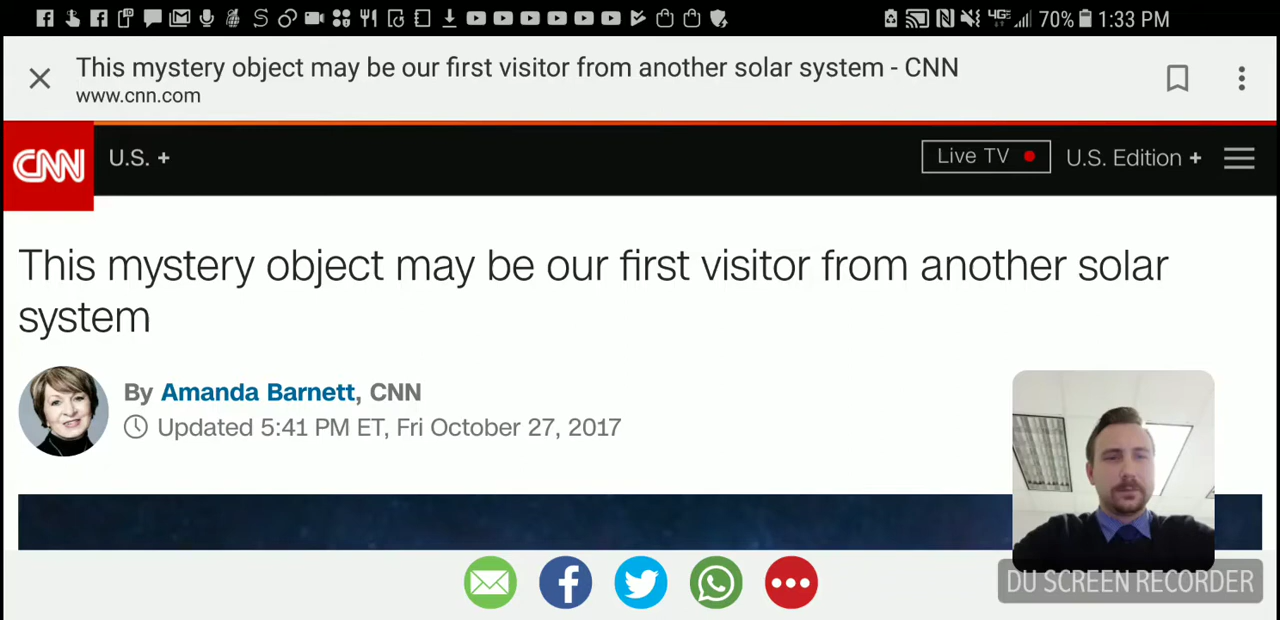 70% 1:33 PM
This mystery object may be our first visitor from another solar system - CNN
www.cnn.com
CNN U.S. + Live TV U.S. Edition +
This mystery object may be our first visitor from another solar
system
By Amanda Barnett, CNN
Updated 5:41 PM ET, Fri October 27, 2017
DU SCREEN RECORDER